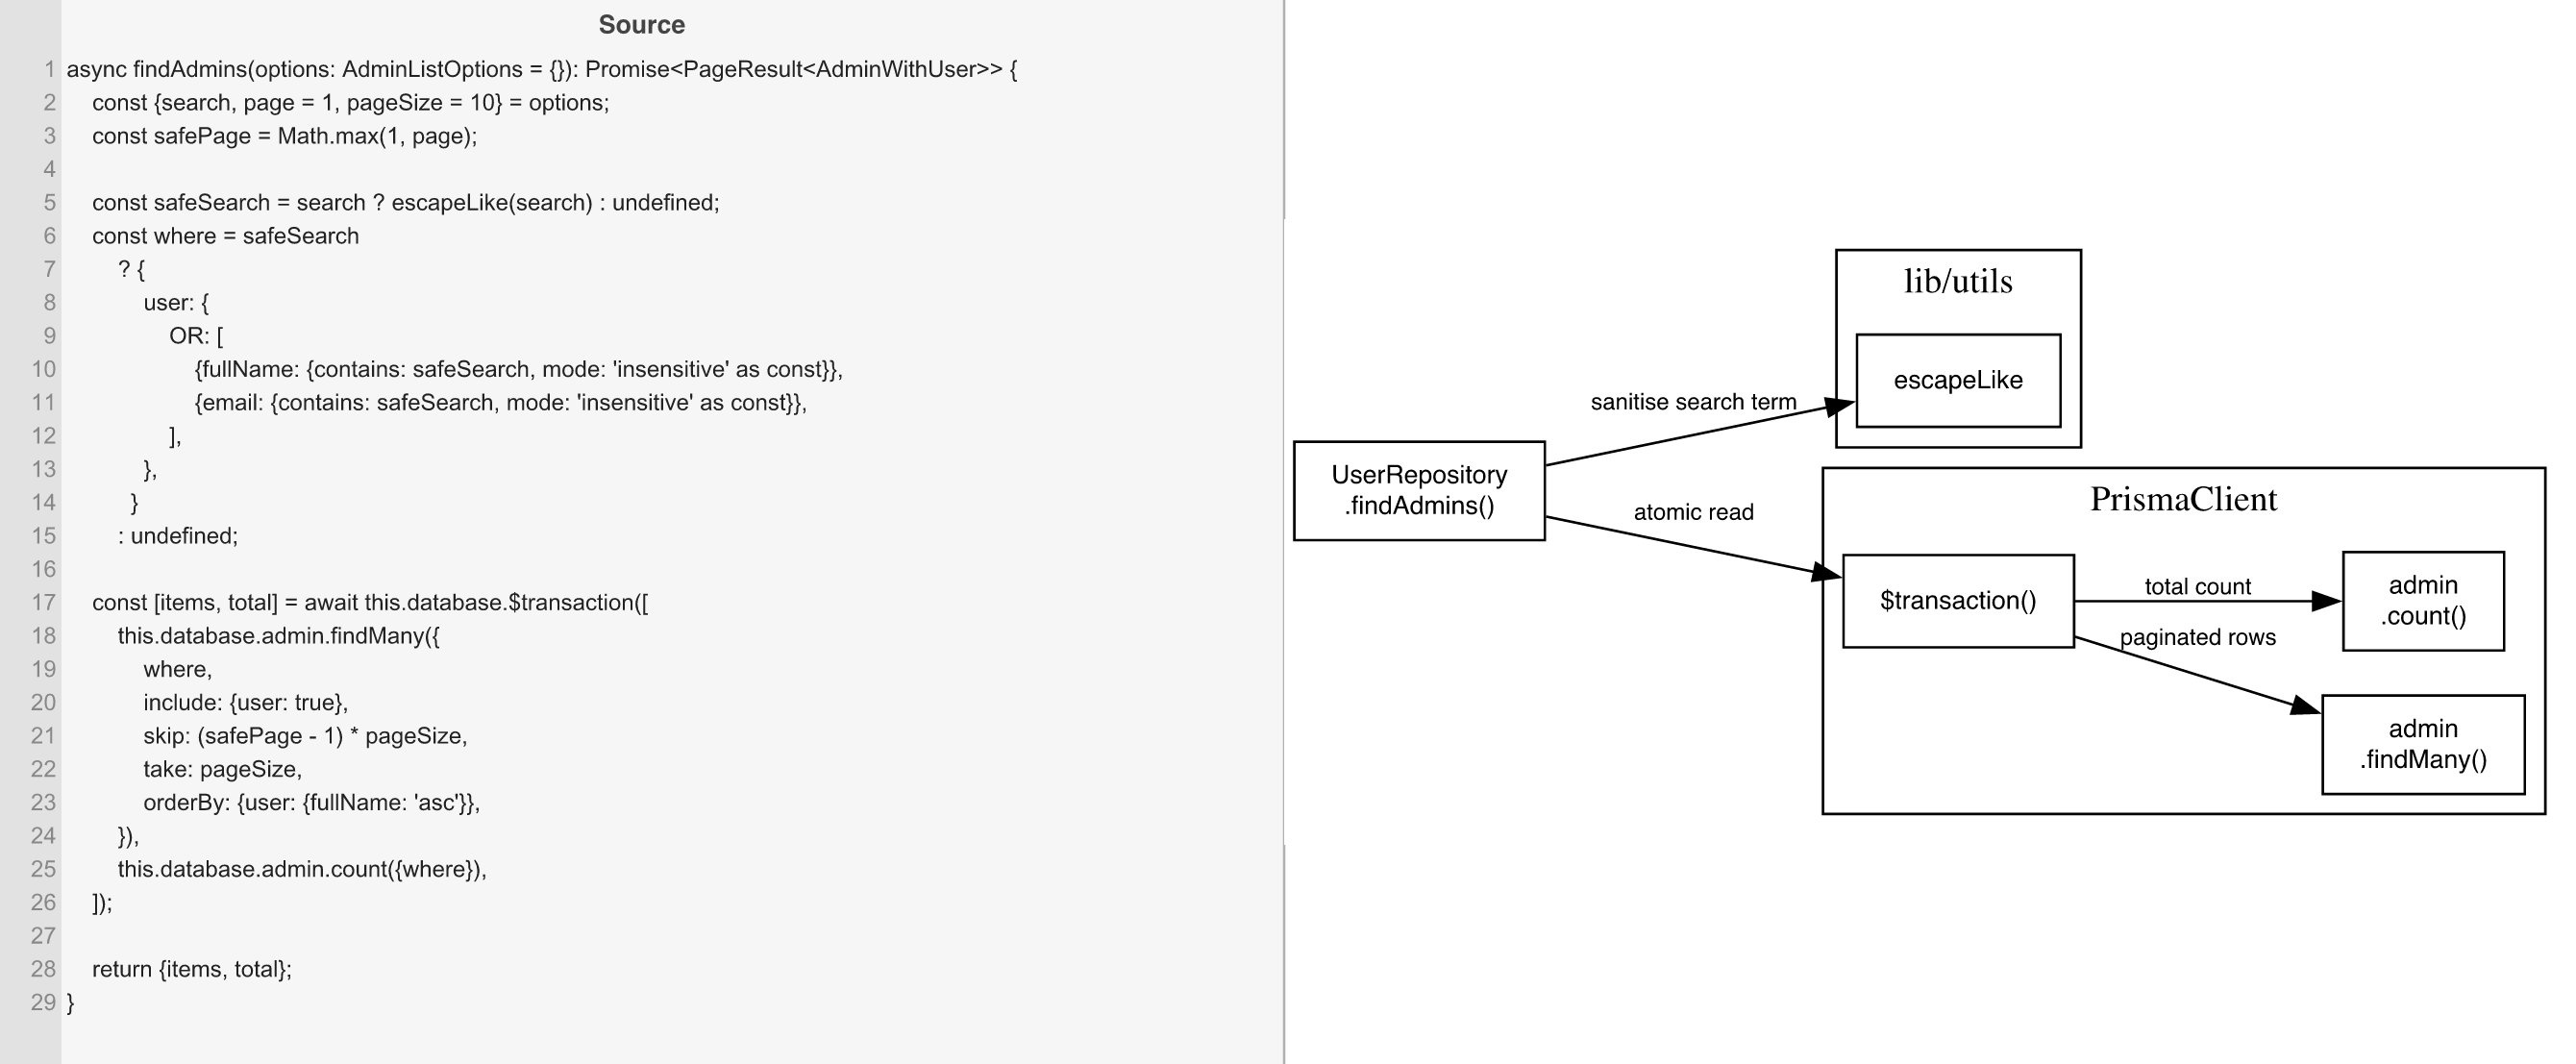 Source
1 async findAdmins(options: AdminListOptions = {}): Promise<PageResult<AdminWithUser>> {
2 const {search, page = 1, pageSize = 10} = options;
3 const safePage = Math.max(1, page);
4
5 const safeSearch = search ? escapeLike(search) : undefined;
6 const where = safeSearch
7 ? {
8 user: {
9 OR: [
10 {fullName: {contains: safeSearch, mode: 'insensitive' as const}},
11 {email: {contains: safeSearch, mode: 'insensitive' as const}},
12 ],
13 },
14 }
15 : undefined;
16
17 const [items, total] = await this.database.$transaction([
18 this.database.admin.findMany({
19 where,
20 include: {user: true},
21 skip: (safePage - 1) * pageSize,
22 take: pageSize,
23 orderBy: {user: {fullName: 'asc'}},
24 }),
25 this.database.admin.count({where}),
26 ]);
27
28 return {items, total};
29 }
lib/utils
escapeLike
sanitise search term
UserRepository
.findAdmins()
atomic read
PrismaClient
$transaction()
total count
paginated rows
admin
.count()
admin
.findMany()